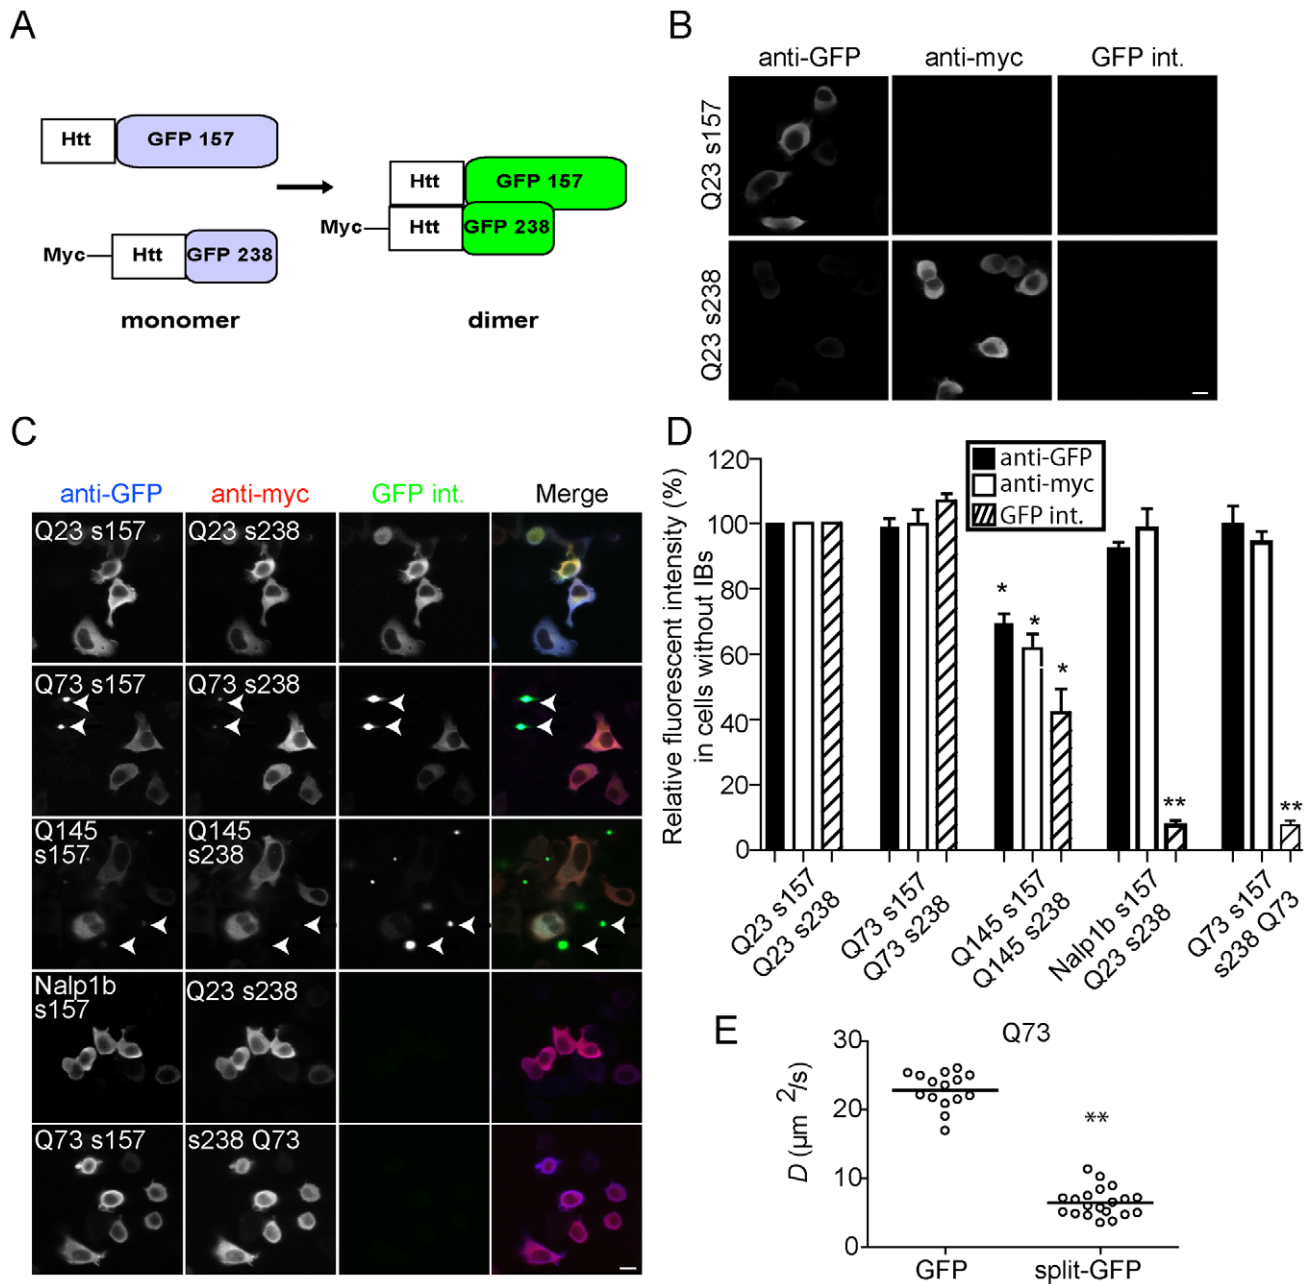 A
Htt GFP 157
Myc Htt GFP 238
monomer
Htt GFP 157
Myc Htt GFP 238
dimer
B
anti-GFP anti-myc GFP int.
Q23 s157
Q23 s238
C
anti-GFP anti-myc GFP int. Merge
Q23 s157 Q23 s238
Q73 s157 Q73 s238
Q145 s157 Q145 s238
Nalp1b s157 Q23 s238
Q73 s157 s238 Q73
D
Relative fluorescent intensity (%)
in cells without IBs
120
100
80
60
40
20
0
anti-GFP
anti-myc
GFP int.
* * *
**
**
Q23 s157
Q23 s238
Q73 s157
Q73 s238
Q145 s157
Q145 s238
Nalp1b s157
Q23 s238
Q73 s157
s238 Q73
E
Q73
D (µm 2/s)
30
20
10
0
**
GFP split-GFP